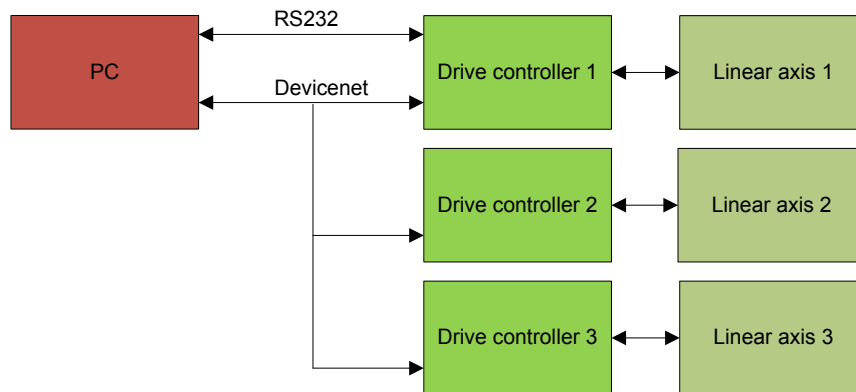 RS232
PC
Drive controller 1
Linear axis 1
Devicenet
Drive controller 2
Linear axis 2
Drive controller 3
Linear axis 3